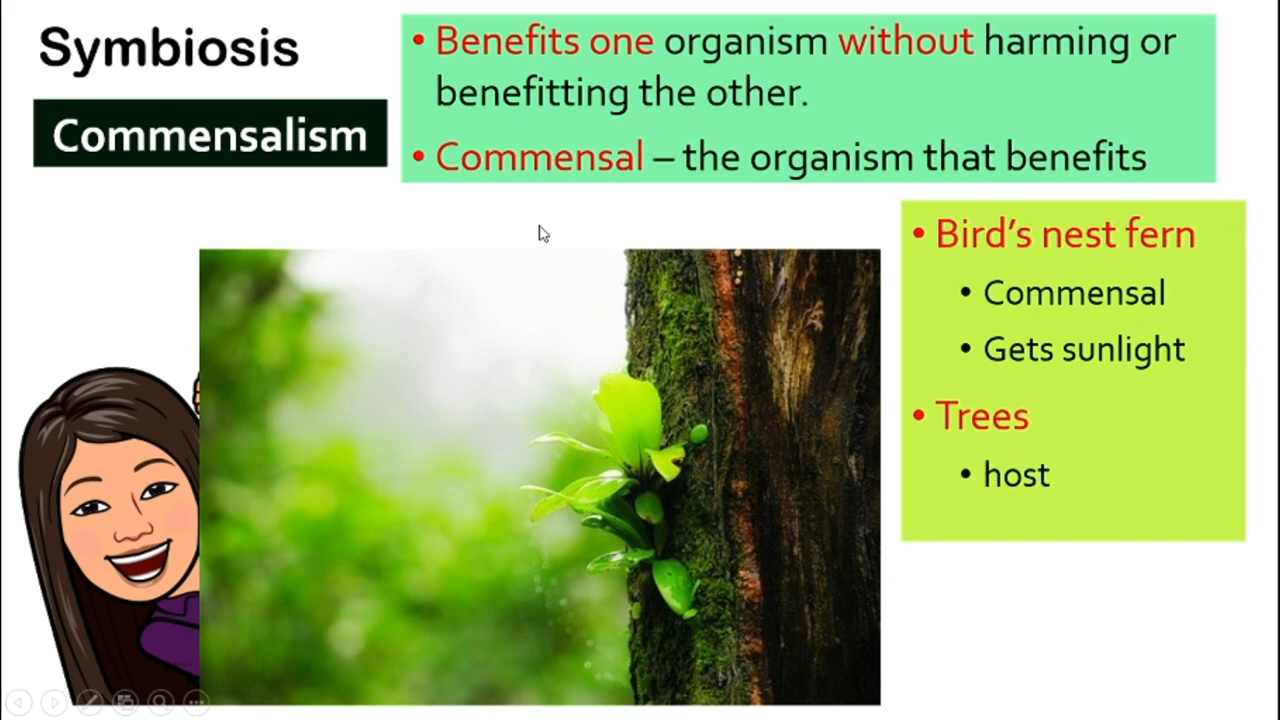 Symbiosis
Commensalism
• Benefits one organism without harming or
benefitting the other.
• Commensal – the organism that benefits
• Bird's nest fern
• Commensal
• Gets sunlight
• Trees
• host